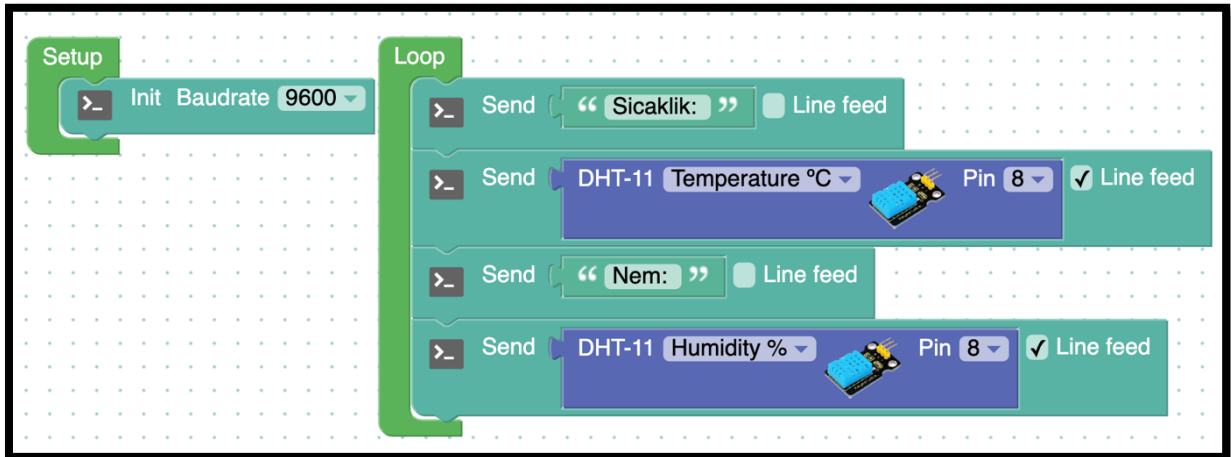 Setup
Init Baudrate 9600
Loop
Send “ Sicaklik: ” Line feed
Send DHT-11 Temperature ºC Pin 8 Line feed
Send “ Nem: ” Line feed
Send DHT-11 Humidity % Pin 8 Line feed